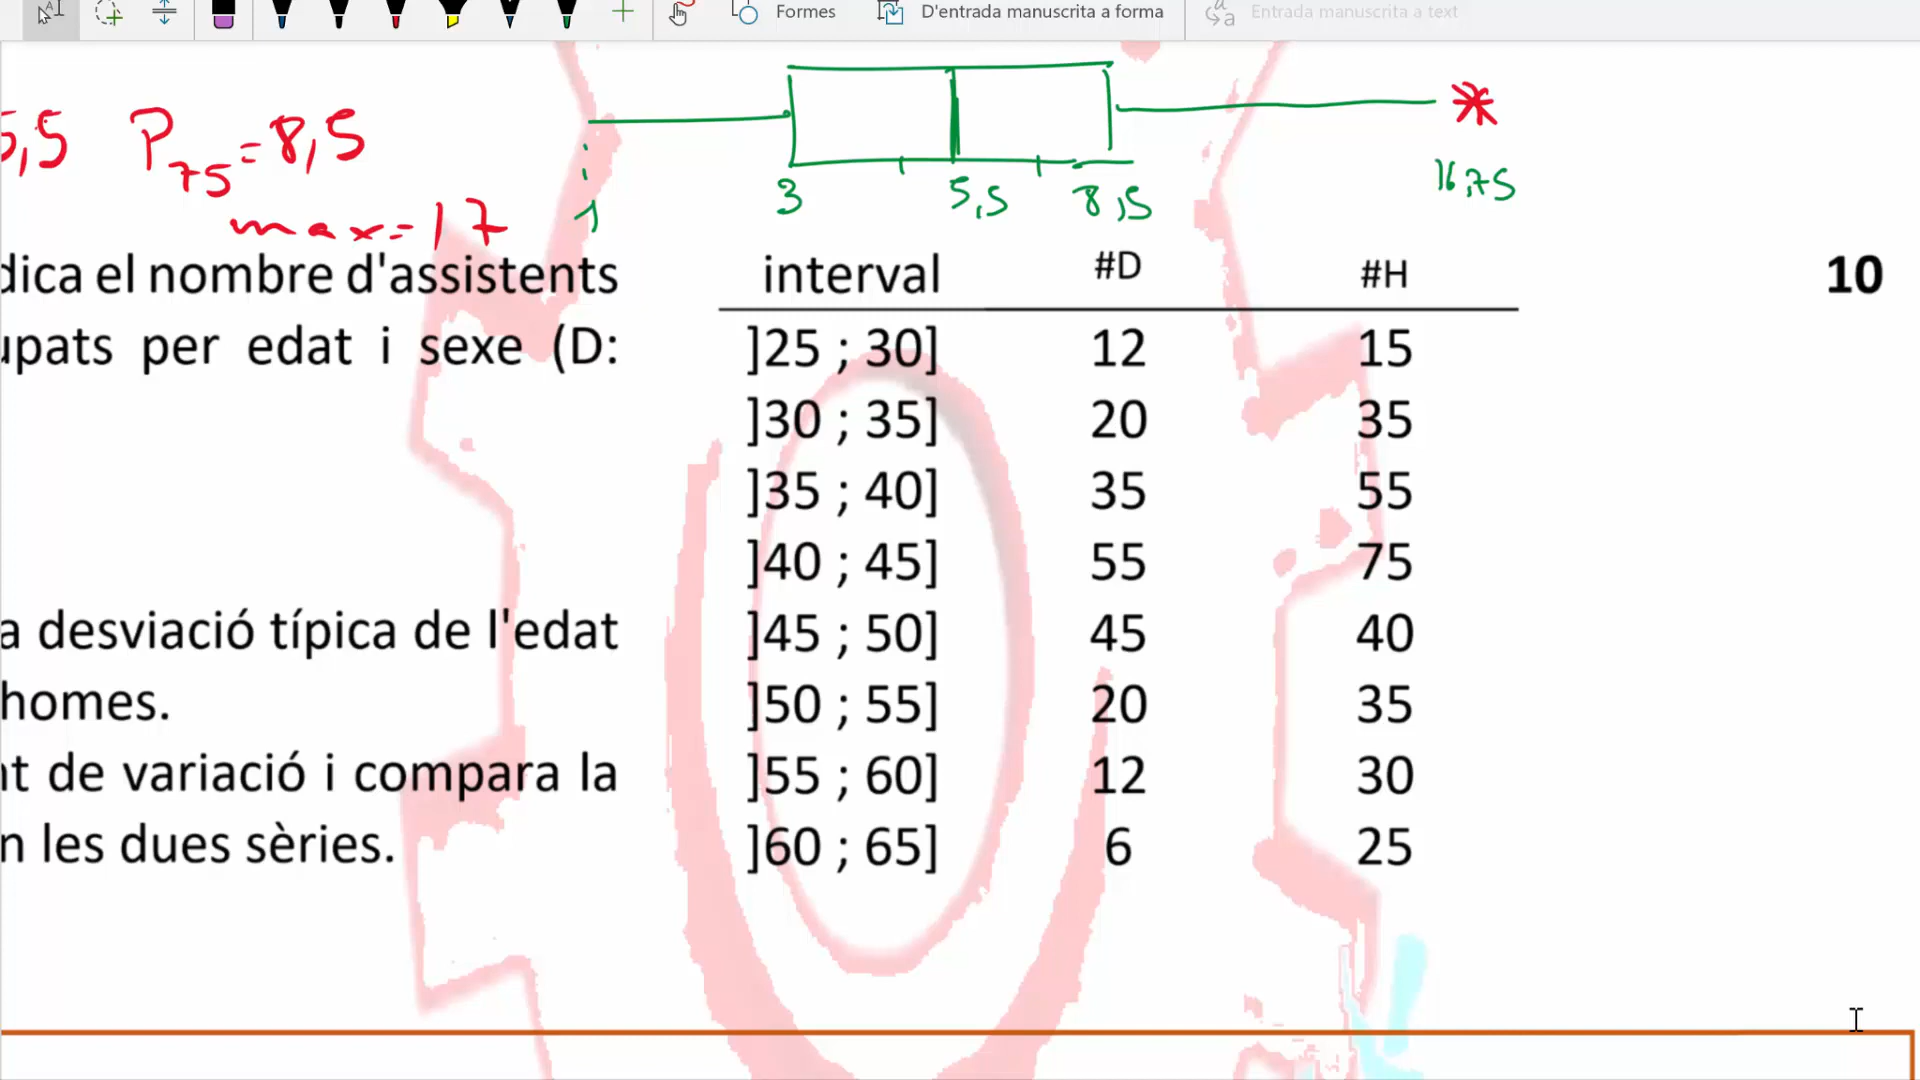 Formes D'entrada manuscrita a forma Entrada manuscrita a text
5,5 P75=8,5
max=17
1 3 5,5 8,5 16,75
dica el nombre d'assistents
upats per edat i sexe (D:
a desviació típica de l'edat
homes.
nt de variació i compara la
n les dues sèries.
interval #D #H
]25 ; 30] 12 15
]30 ; 35] 20 35
]35 ; 40] 35 55
]40 ; 45] 55 75
]45 ; 50] 45 40
]50 ; 55] 20 35
]55 ; 60] 12 30
]60 ; 65] 6 25
10